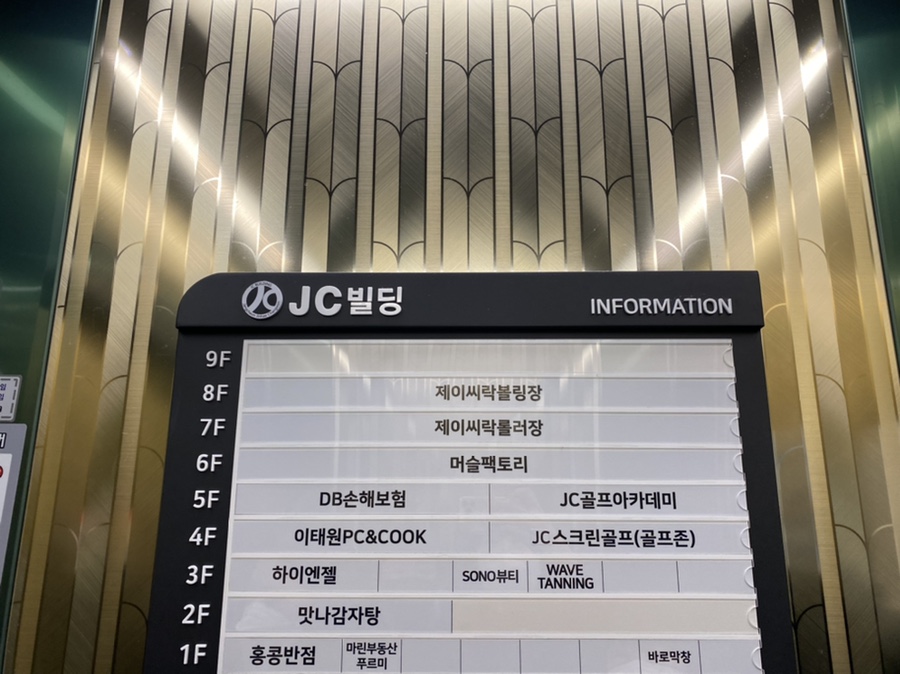 JC빌딩 INFORMATION
9F
8F 제이씨락볼링장
7F 제이씨락롤러장
6F 머슬팩토리
5F DB손해보험 JC골프아카데미
4F 이태원PC&COOK JC스크린골프(골프존)
3F 하이엔젤 SONO뷰티 WAVE
TANNING
2F 맛나감자탕
1F 홍콩반점 마린부동산 바로막창
푸르미